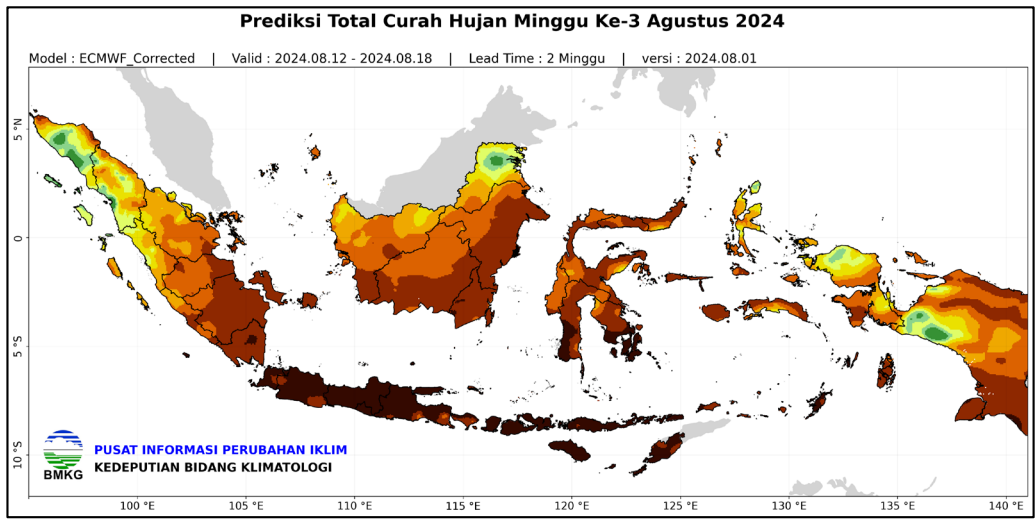 Prediksi Total Curah Hujan Minggu Ke-3 Agustus 2024
Model : ECMWF_Corrected | Valid : 2024.08.12 - 2024.08.18 | Lead Time : 2 Minggu | versi : 2024.08.01
5 °N
0
5 °S
10 °S
BMKG
PUSAT INFORMASI PERUBAHAN IKLIM
KEDEPUTIAN BIDANG KLIMATOLOGI
100 °E 105 °E 110 °E 115 °E 120 °E 125 °E 130 °E 135 °E 140 °E